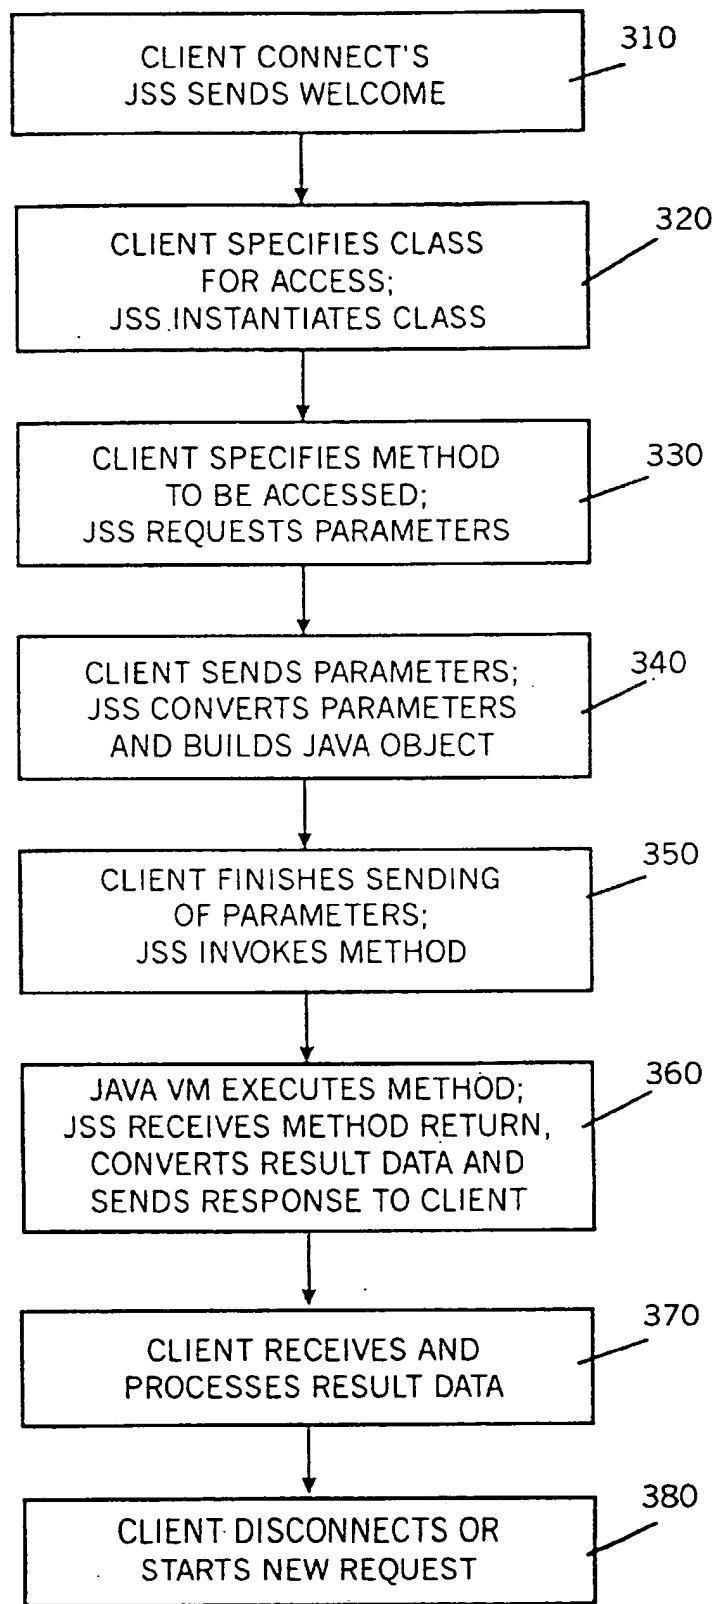 310
CLIENT CONNECT'S
JSS SENDS WELCOME
320
CLIENT SPECIFIES CLASS
FOR ACCESS;
JSS INSTANTIATES CLASS
330
CLIENT SPECIFIES METHOD
TO BE ACCESSED;
JSS REQUESTS PARAMETERS
340
CLIENT SENDS PARAMETERS;
JSS CONVERTS PARAMETERS
AND BUILDS JAVA OBJECT
350
CLIENT FINISHES SENDING
OF PARAMETERS;
JSS INVOKES METHOD
360
JAVA VM EXECUTES METHOD;
JSS RECEIVES METHOD RETURN,
CONVERTS RESULT DATA AND
SENDS RESPONSE TO CLIENT
370
CLIENT RECEIVES AND
PROCESSES RESULT DATA
380
CLIENT DISCONNECTS OR
STARTS NEW REQUEST